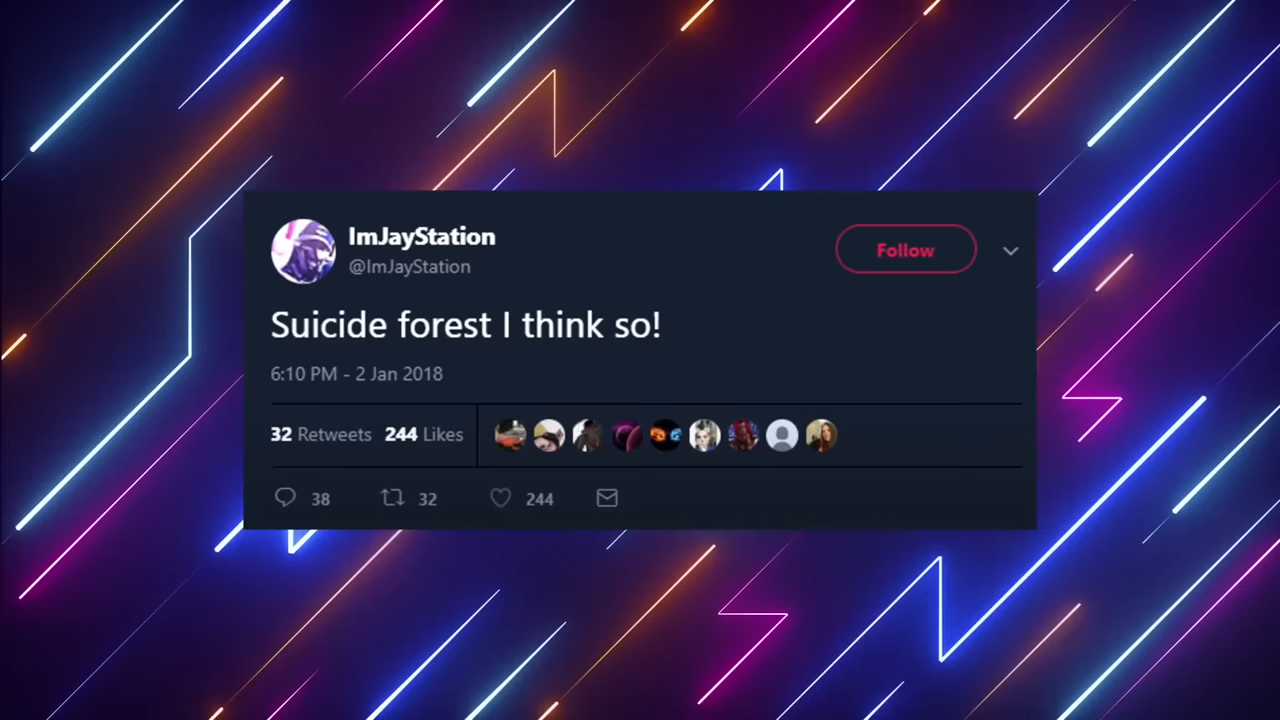 ImJayStation
@ImJayStation
Follow
Suicide forest I think so!
6:10 PM - 2 Jan 2018
32 Retweets 244 Likes
38 32 244